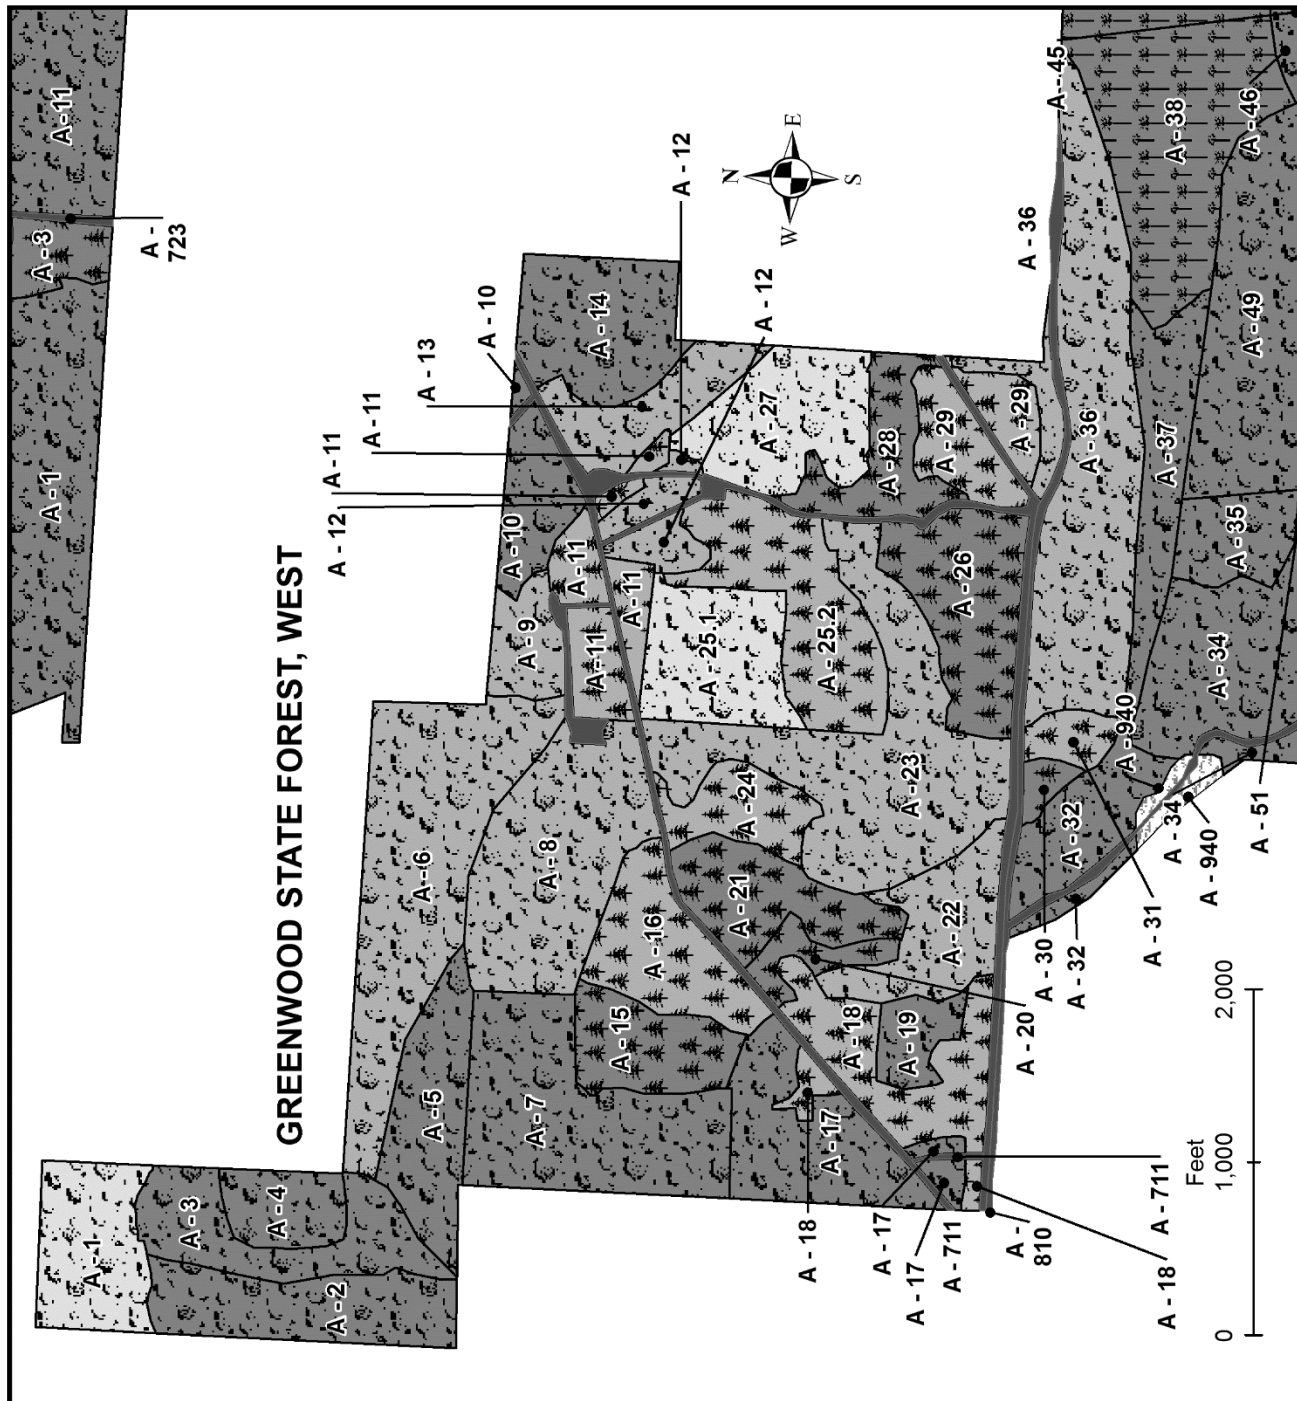 GREENWOOD STATE FOREST, WEST
A - 1
A - 3
A - 11
A -
723
A - 1
A - 2
A - 3
A - 4
A - 5
A - 6
A - 7
A - 8
A - 9
A - 10
A - 12
A - 11
A - 11
A - 13
A - 10
A - 14
A - 12
A - 12
A - 11
A - 11
A - 11
N
E
S
W
A - 15
A - 16
A - 17
A - 18
A - 19
A - 21
A - 22
A - 23
A - 24
A - 25.1
A - 25.2
A - 26
A - 27
A - 28
A - 29
A - 29
A - 36
A - 45
A - 36
A - 37
A - 38
A - 46
A - 49
A - 35
A - 34
A - 940
A - 32
A - 18
A - 17
A - 17
A - 711
A -
810
A - 18
A - 711
A - 20
A - 30
A - 32
A - 31
A - 34
A - 940
A - 51
Feet
0
1,000
2,000